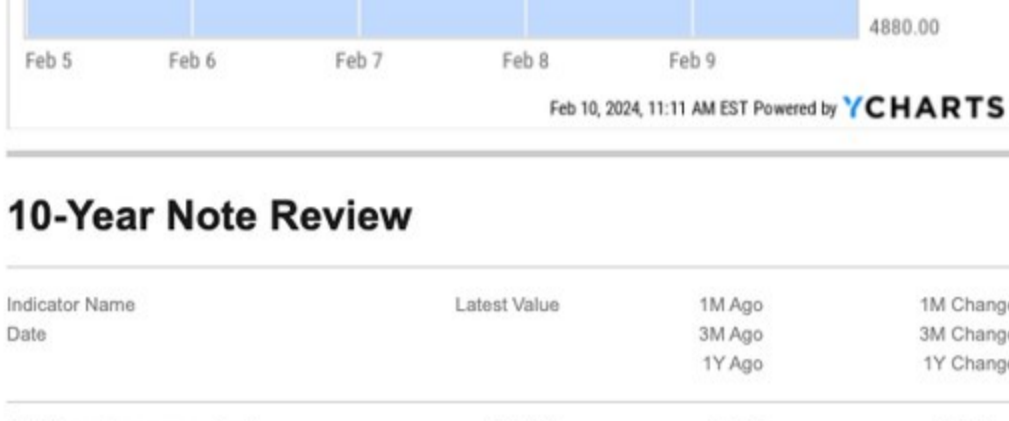 4880.00
Feb 5 Feb 6 Feb 7 Feb 8 Feb 9
Feb 10, 2024, 11:11 AM EST Powered by YCHARTS
10-Year Note Review
Indicator Name Latest Value 1M Ago 1M Chang
Date 3M Ago 3M Chang
1Y Ago 1Y Chang